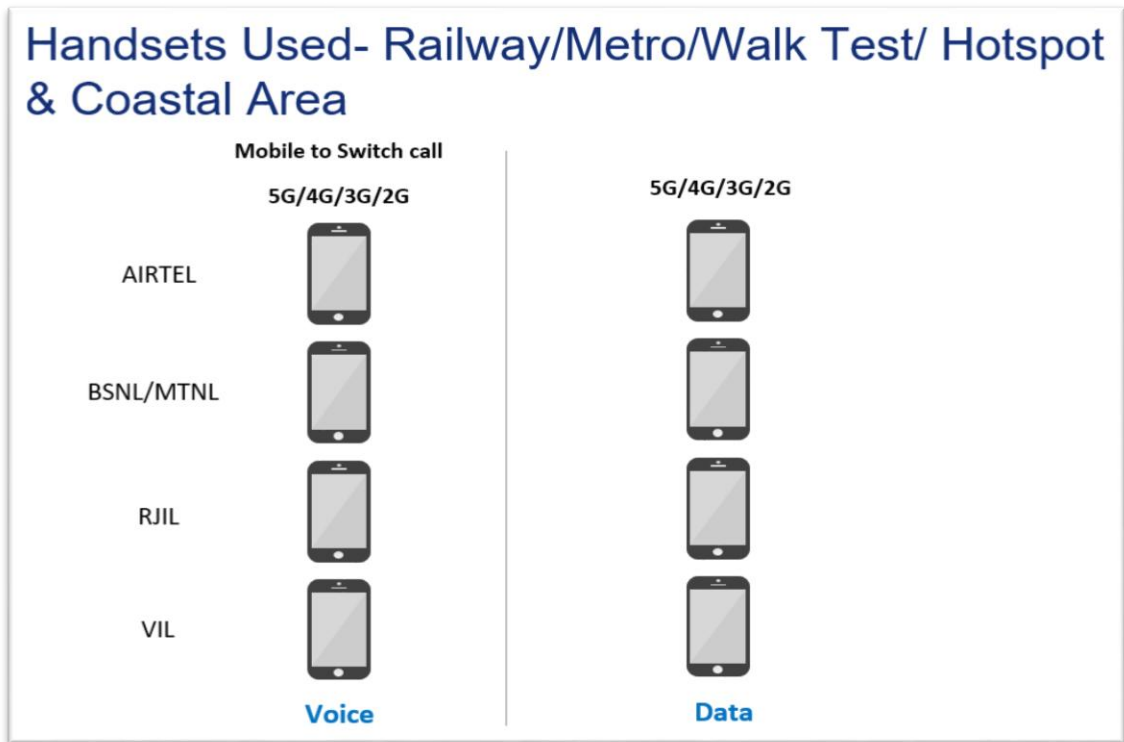 Handsets Used- Railway/Metro/Walk Test/ Hotspot
& Coastal Area
Mobile to Switch call
5G/4G/3G/2G
5G/4G/3G/2G
AIRTEL
BSNL/MTNL
RJIL
VIL
Voice
Data